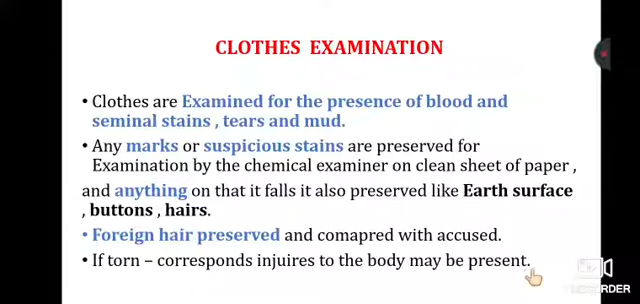 CLOTHES EXAMINATION
• Clothes are Examined for the presence of blood and
seminal stains , tears and mud.
• Any marks or suspicious stains are preserved for
Examination by the chemical examiner on clean sheet of paper ,
and anything on that it falls it also preserved like Earth surface
, buttons , hairs.
• Foreign hair preserved and comapred with accused.
• If torn – corresponds injuires to the body may be present.